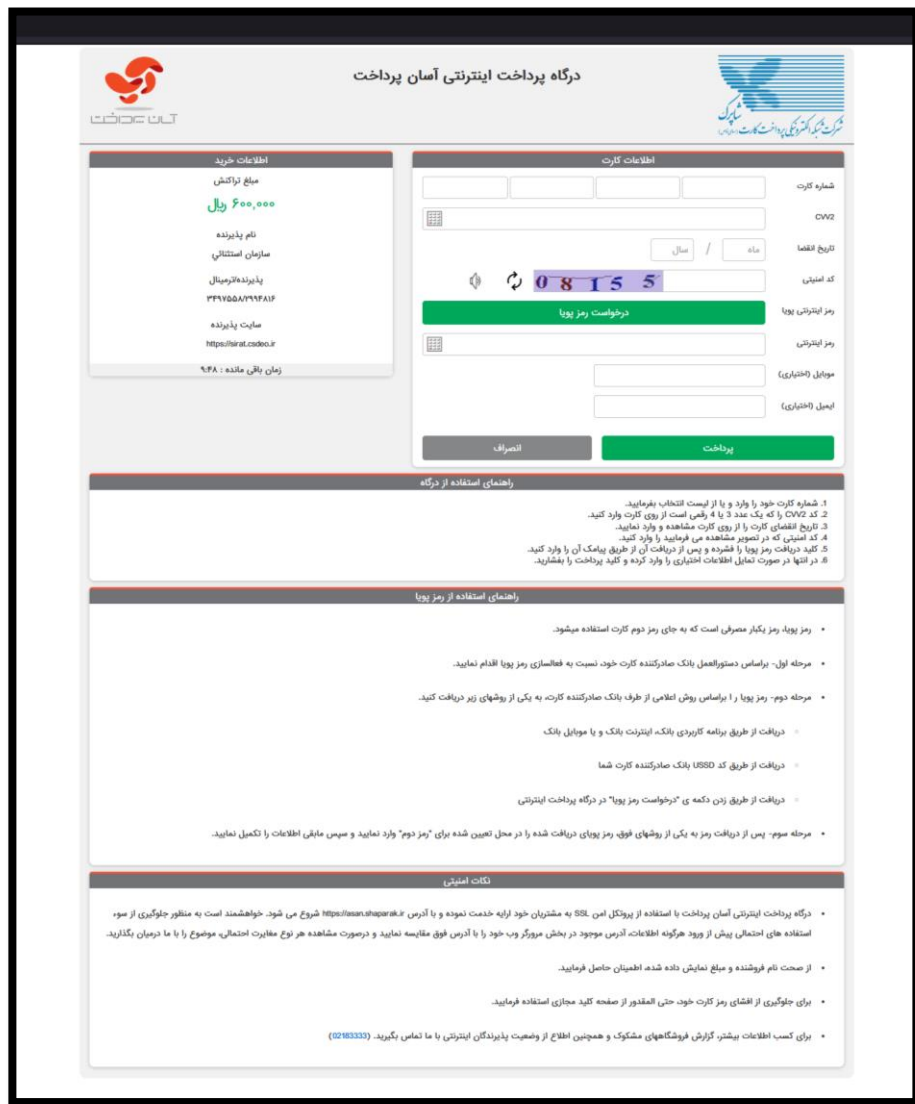 درگاه پرداخت اینترنتی آسان پرداخت
شاپرک
شرکت شبکه الکترونیکی پرداخت کارت
آسان پرداخت
اطلاعات کارت
شماره کارت
CVV2
تاریخ انقضا
ماه / سال
کد امنیتی
08155
رمز اینترنتی پویا
درخواست رمز پویا
رمز اینترنتی
موبایل (اختیاری)
ایمیل (اختیاری)
پرداخت
انصراف
اطلاعات خرید
مبلغ تراکنش
۶۰۰,۰۰۰ ریال
نام پذیرنده
سازمان استثنائی
پذیرنده/ترمینال
۳۴۹۷۵۵۸/۲۹۹۴۸۱۶
سایت پذیرنده
https://sirat.csdeo.ir
زمان باقی مانده : ۹:۴۸
راهنمای استفاده از درگاه
1. شماره کارت خود را وارد و یا از لیست انتخاب بفرمایید.
2. کد CVV2 را که یک عدد 3 یا 4 رقمی است از روی کارت وارد کنید.
3. تاریخ انقضای کارت را از روی کارت مشاهده و وارد نمایید.
4. کد امنیتی که در تصویر مشاهده می فرمایید را وارد کنید.
5. کلید دریافت رمز پویا را فشرده و پس از دریافت آن از طریق پیامک آن را وارد کنید.
6. در انتها در صورت تمایل اطلاعات اختیاری را وارد کرده و کلید پرداخت را بفشارید.
راهنمای استفاده از رمز پویا
• رمز پویا، رمز یکبار مصرفی است که به جای رمز دوم کارت استفاده میشود.
• مرحله اول- براساس دستورالعمل بانک صادرکننده کارت خود، نسبت به فعالسازی رمز پویا اقدام نمایید.
• مرحله دوم- رمز پویا ر ا براساس روش اعلامی از طرف بانک صادرکننده کارت، به یکی از روشهای زیر دریافت کنید.
○ دریافت از طریق برنامه کاربردی بانک، اینترنت بانک و یا موبایل بانک
○ دریافت از طریق کد USSD بانک صادرکننده کارت شما
○ دریافت از طریق زدن دکمه ی "درخواست رمز پویا" در درگاه پرداخت اینترنتی
• مرحله سوم- پس از دریافت رمز به یکی از روشهای فوق، رمز پویای دریافت شده را در محل تعیین شده برای "رمز دوم" وارد نمایید و سپس مابقی اطلاعات را تکمیل نمایید.
نکات امنیتی
• درگاه پرداخت اینترنتی آسان پرداخت با استفاده از پروتکل امن SSL به مشتریان خود ارایه خدمت نموده و با آدرس https://asan.shaparak.ir شروع می شود. خواهشمند است به منظور جلوگیری از سوء
استفاده های احتمالی پیش از ورود هرگونه اطلاعات، آدرس موجود در بخش مرورگر وب خود را با آدرس فوق مقایسه نمایید و درصورت مشاهده هر نوع مغایرت احتمالی، موضوع را با ما درمیان بگذارید.
• از صحت نام فروشنده و مبلغ نمایش داده شده، اطمینان حاصل فرمایید.
• برای جلوگیری از افشای رمز کارت خود، حتی المقدور از صفحه کلید مجازی استفاده فرمایید.
• برای کسب اطلاعات بیشتر، گزارش فروشگاههای مشکوک و همچنین اطلاع از وضعیت پذیرندگان اینترنتی با ما تماس بگیرید. (02183333)